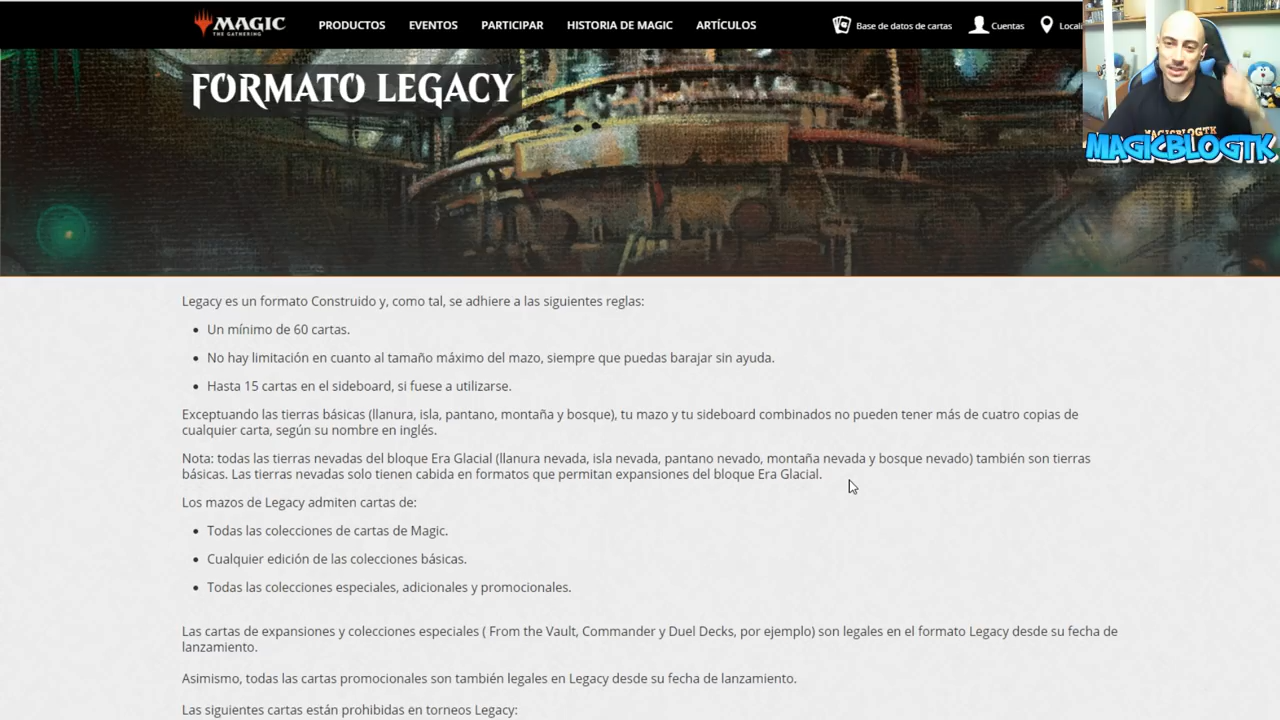 MAGIC
THE GATHERING
PRODUCTOS
EVENTOS
PARTICIPAR
HISTORIA DE MAGIC
ARTÍCULOS
Base de datos de cartas
Cuentas
Locali
FORMATO LEGACY
MAGICBLOGTK
MAGICBLOGTK
Legacy es un formato Construido y, como tal, se adhiere a las siguientes reglas:
• Un mínimo de 60 cartas.
• No hay limitación en cuanto al tamaño máximo del mazo, siempre que puedas barajar sin ayuda.
• Hasta 15 cartas en el sideboard, si fuese a utilizarse.
Exceptuando las tierras básicas (llanura, isla, pantano, montaña y bosque), tu mazo y tu sideboard combinados no pueden tener más de cuatro copias de
cualquier carta, según su nombre en inglés.
Nota: todas las tierras nevadas del bloque Era Glacial (llanura nevada, isla nevada, pantano nevado, montaña nevada y bosque nevado) también son tierras
básicas. Las tierras nevadas solo tienen cabida en formatos que permitan expansiones del bloque Era Glacial.
Los mazos de Legacy admiten cartas de:
• Todas las colecciones de cartas de Magic.
• Cualquier edición de las colecciones básicas.
• Todas las colecciones especiales, adicionales y promocionales.
Las cartas de expansiones y colecciones especiales ( From the Vault, Commander y Duel Decks, por ejemplo) son legales en el formato Legacy desde su fecha de
lanzamiento.
Asimismo, todas las cartas promocionales son también legales en Legacy desde su fecha de lanzamiento.
Las siguientes cartas están prohibidas en torneos Legacy: